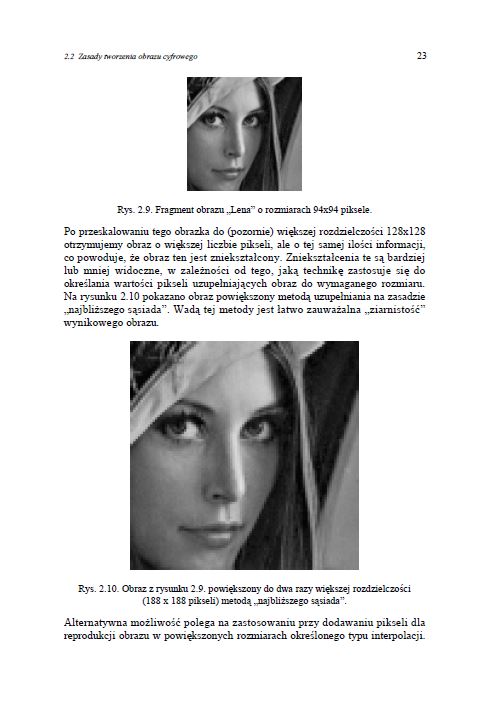 2.2 Zasady tworzenia obrazu cyfrowego 23
Rys. 2.9. Fragment obrazu „Lena” o rozmiarach 94x94 piksele.
Po przeskalowaniu tego obrazka do (pozornie) większej rozdzielczości 128x128
otrzymujemy obraz o większej liczbie pikseli, ale o tej samej ilości informacji,
co powoduje, że obraz ten jest zniekształcony. Zniekształcenia te są bardziej
lub mniej widoczne, w zależności od tego, jaką technikę zastosuje się do
określania wartości pikseli uzupełniających obraz do wymaganego rozmiaru.
Na rysunku 2.10 pokazano obraz powiększony metodą uzupełniania na zasadzie
„najbliższego sąsiada”. Wadą tej metody jest łatwo zauważalna „ziarnistość”
wynikowego obrazu.
Rys. 2.10. Obraz z rysunku 2.9. powiększony do dwa razy większej rozdzielczości
(188 x 188 pikseli) metodą „najbliższego sąsiada”.
Alternatywna możliwość polega na zastosowaniu przy dodawaniu pikseli dla
reprodukcji obrazu w powiększonych rozmiarach określonego typu interpolacji.